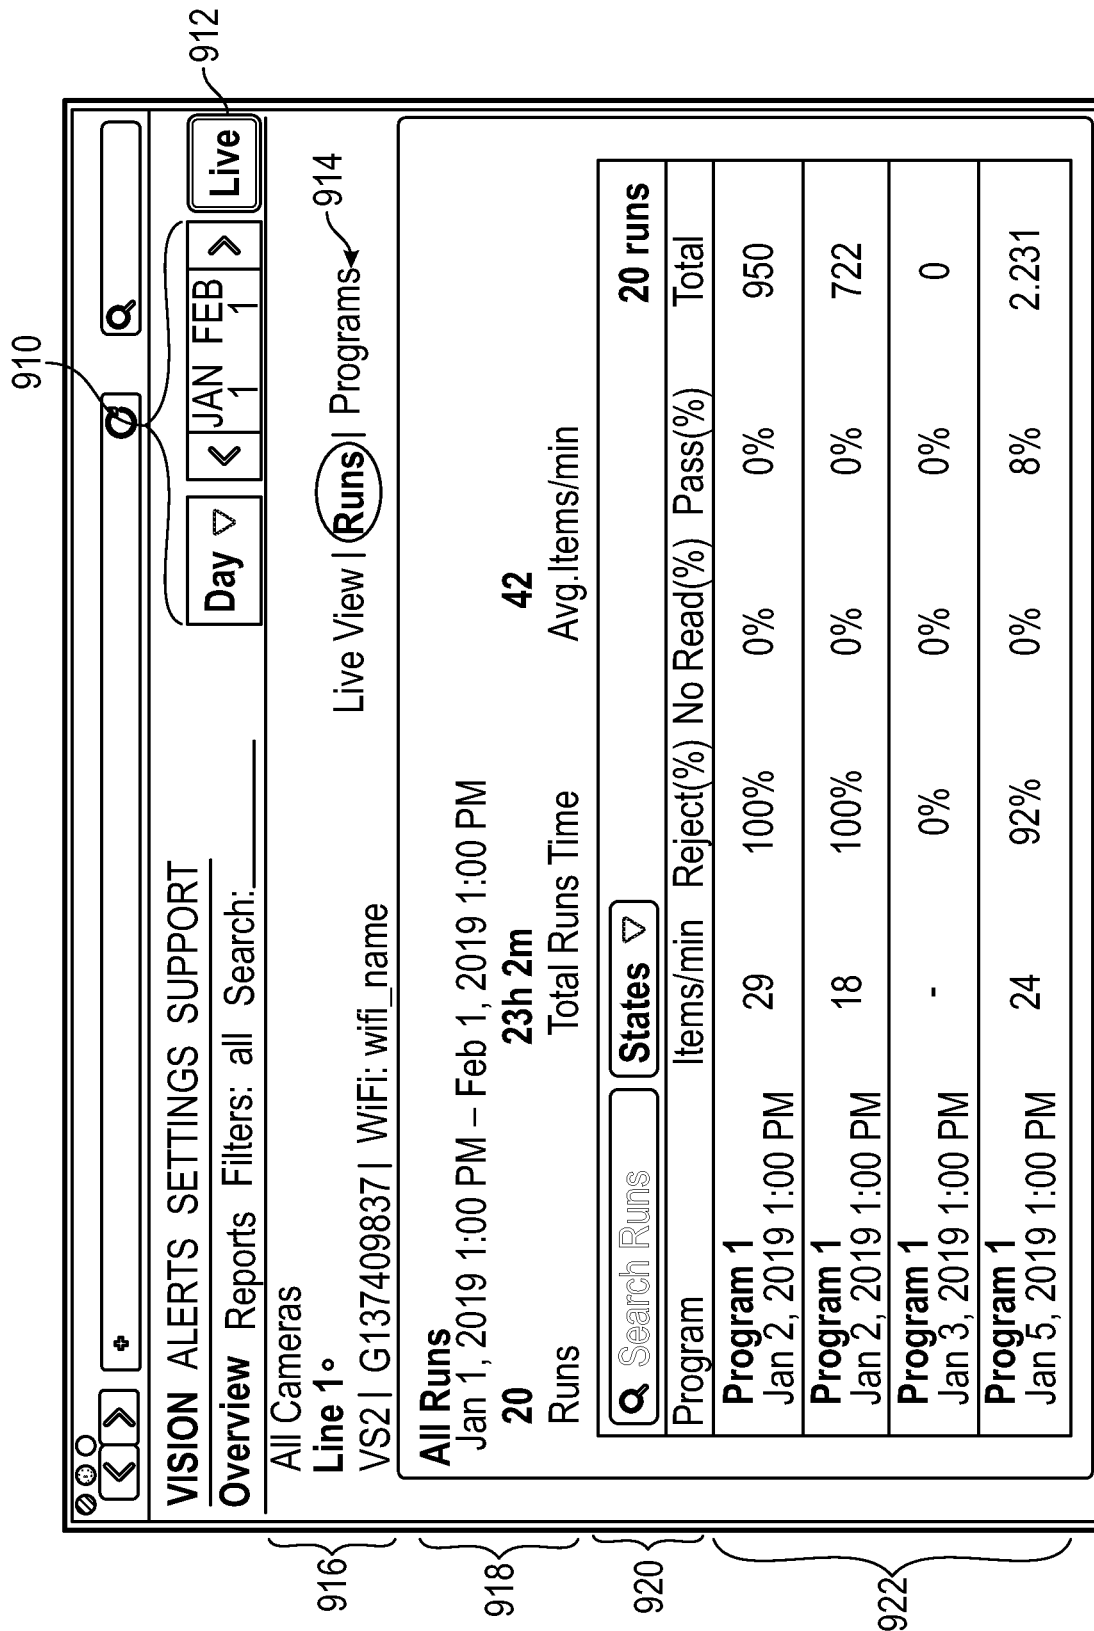 910
912
VISION ALERTS SETTINGS SUPPORT
Overview Reports Filters: all Search:
Day JAN 1 FEB 1 Live
All Cameras
Line 1°
VS2 | G137409837 | WiFi: wifi_name
Live View | Runs | Programs
914
916
All Runs
Jan 1, 2019 1:00 PM – Feb 1, 2019 1:00 PM
20 23h 2m 42
Runs Total Runs Time Avg.Items/min
918
Search Runs States 20 runs
920
Program Items/min Reject(%) No Read(%) Pass(%) Total
Program 1
Jan 2, 2019 1:00 PM 29 100% 0% 0% 950
Program 1
Jan 2, 2019 1:00 PM 18 100% 0% 0% 722
Program 1
Jan 3, 2019 1:00 PM - 0% 0% 0% 0
Program 1
Jan 5, 2019 1:00 PM 24 92% 0% 8% 2.231
922